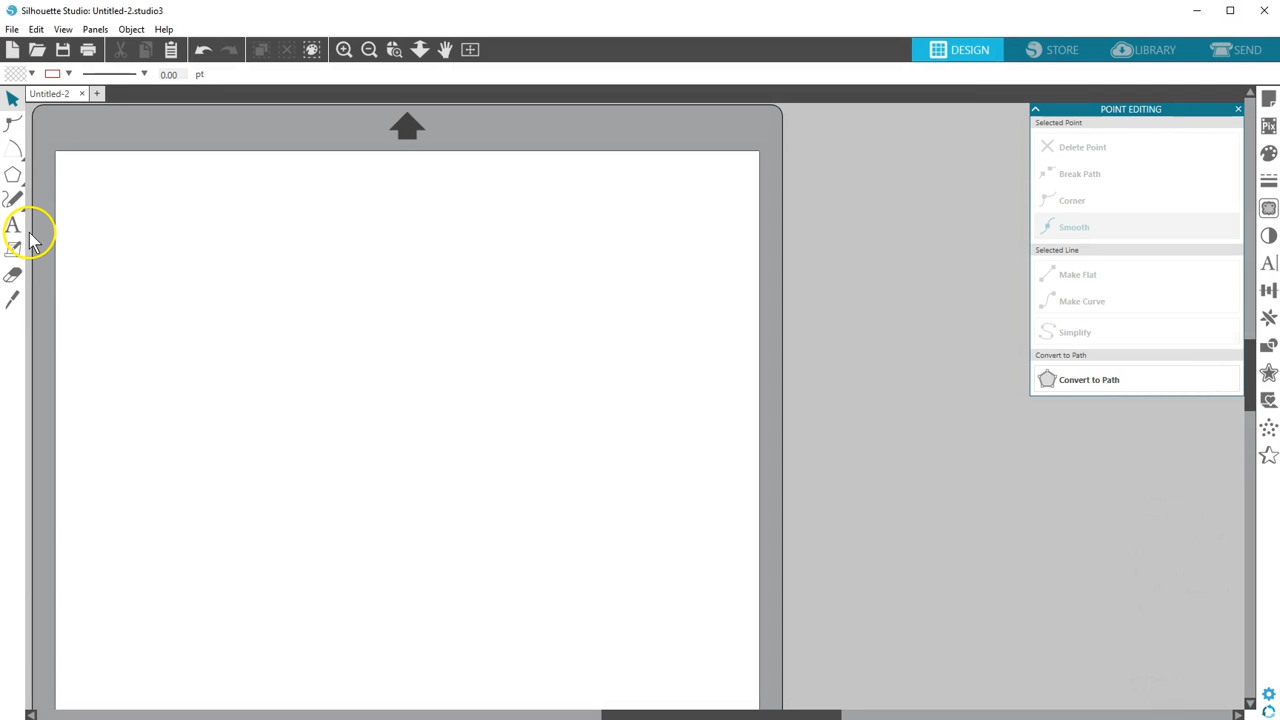 Silhouette Studio: Untitled-2.studio3
File Edit View Panels Object Help
DESIGN STORE LIBRARY SEND
0.00 pt
Untitled-2
POINT EDITING
Selected Point
Delete Point
Break Path
Corner
Smooth
Selected Line
Make Flat
Make Curve
Simplify
Convert to Path
Convert to Path